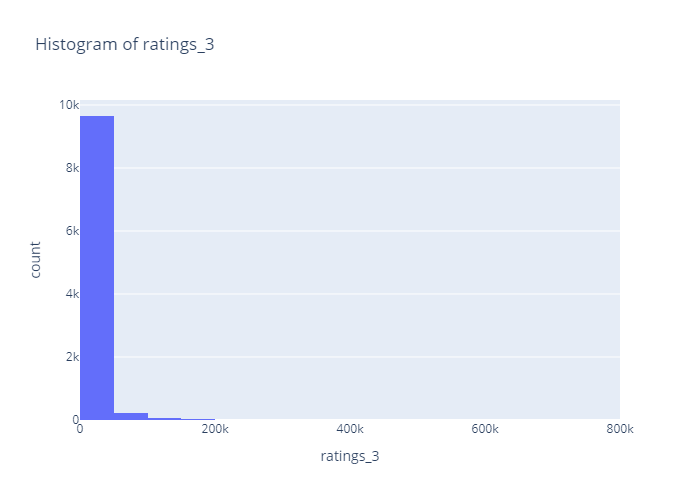 Histogram of ratings_3
10k
8k
6k
4k
2k
0
0 200k 400k 600k 800k
ratings_3
count